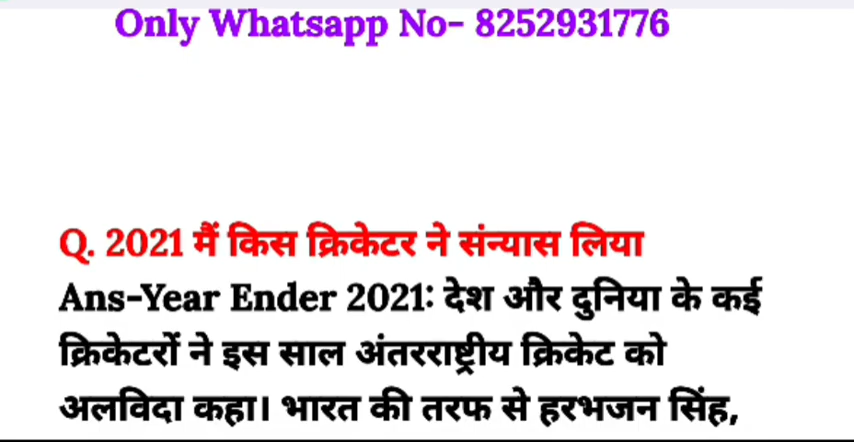 Only Whatsapp No- 8252931776
Q. 2021 मैं किस क्रिकेटर ने संन्यास लिया
Ans-Year Ender 2021: देश और दुनिया के कई
क्रिकेटरों ने इस साल अंतरराष्ट्रीय क्रिकेट को
अलविदा कहा। भारत की तरफ से हरभजन सिंह,